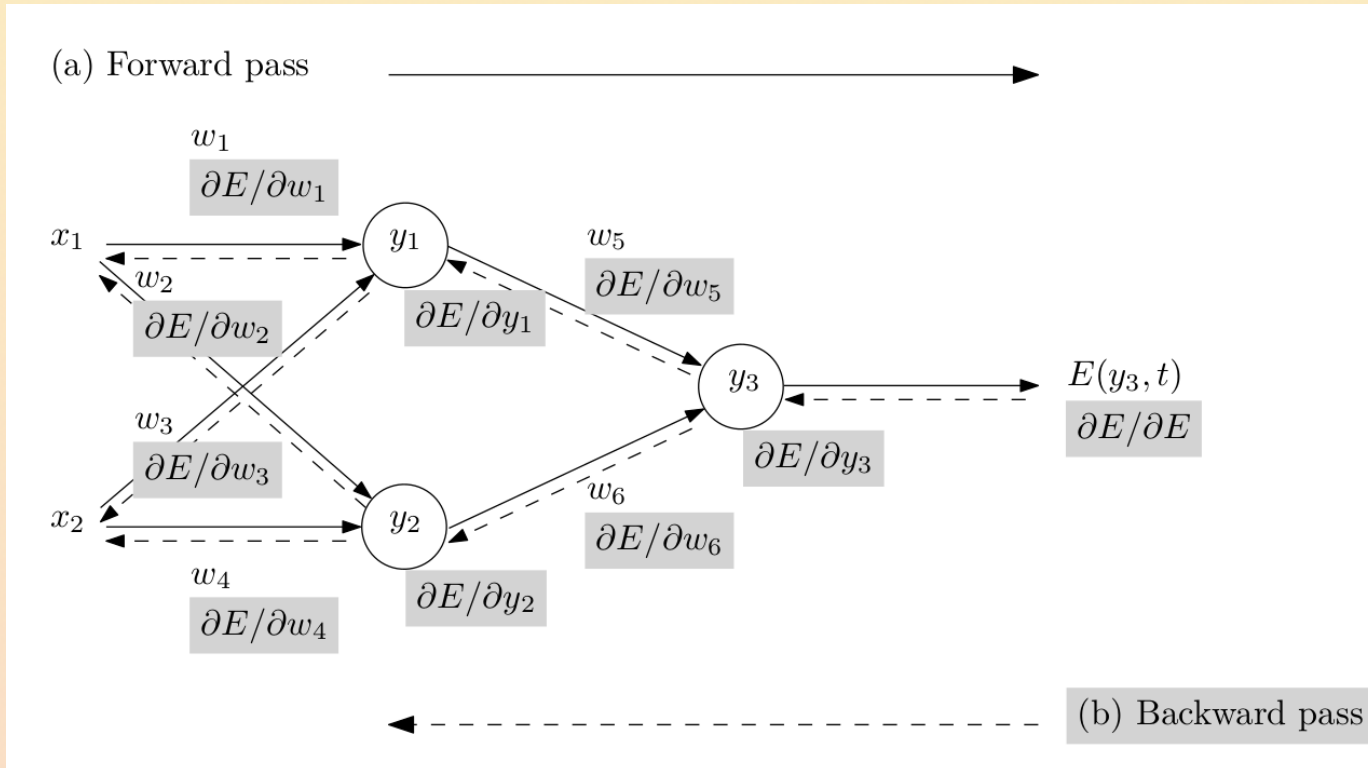 (a) Forward pass
w₁
∂E/∂w₁
x₁
y₁
w₅
w₂
∂E/∂w₅
∂E/∂w₂
∂E/∂y₁
y₃
E(y₃, t)
∂E/∂E
w₃
∂E/∂w₃
∂E/∂y₃
x₂
y₂
w₆
∂E/∂w₆
w₄
∂E/∂y₂
∂E/∂w₄
(b) Backward pass